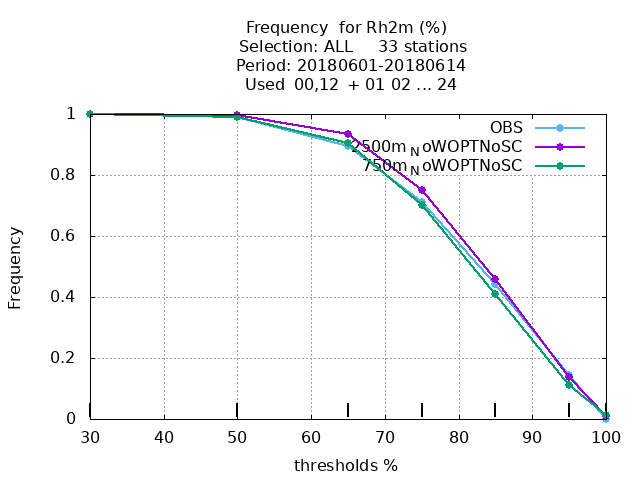 Frequency for Rh2m (%)
Selection: ALL 33 stations
Period: 20180601-20180614
Used 00,12 + 01 02 ... 24
OBS
2500m_NoWOPTNoSC
750m_NoWOPTNoSC
1
0.8
0.6
0.4
0.2
0
Frequency
30 40 50 60 70 80 90 100
thresholds %